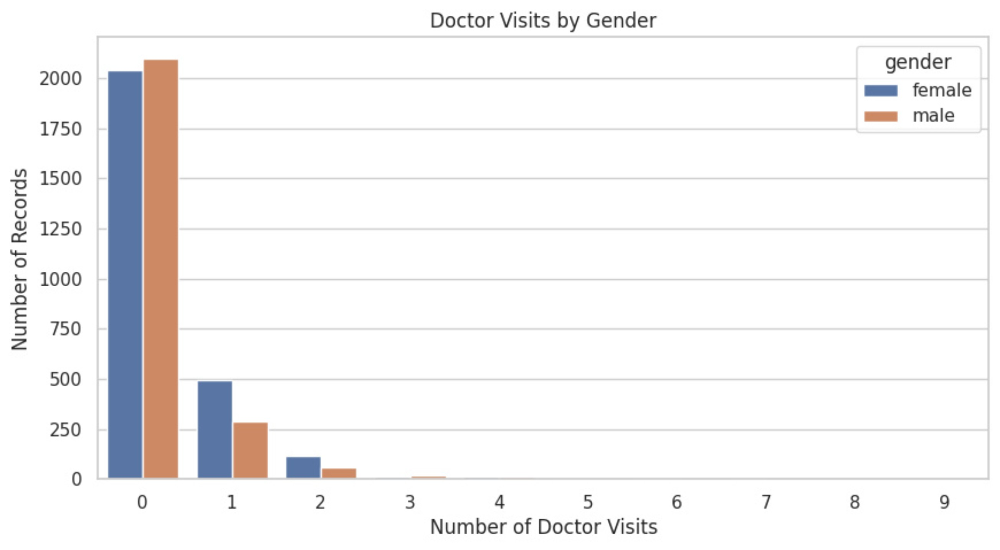 Doctor Visits by Gender
gender
female
male
Number of Records
2000
1750
1500
1250
1000
750
500
250
0
0 1 2 3 4 5 6 7 8 9
Number of Doctor Visits